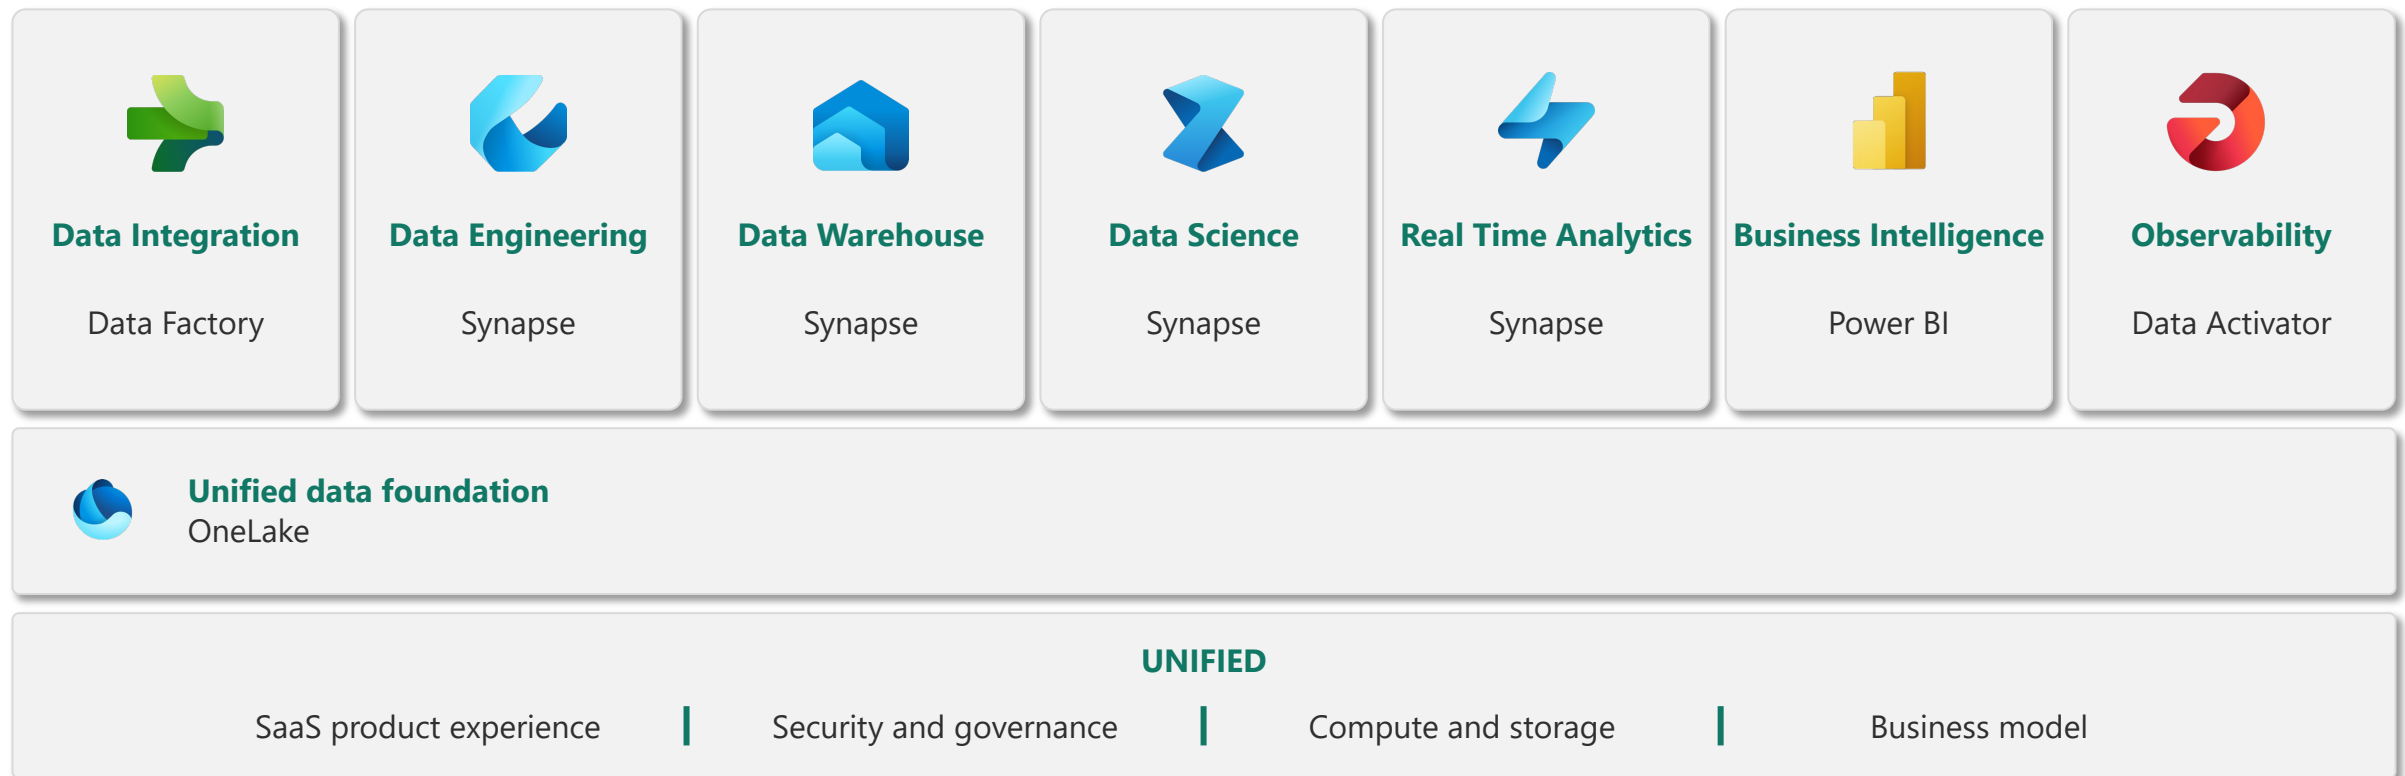 Data Integration
Data Factory
Data Engineering
Synapse
Data Warehouse
Synapse
Data Science
Synapse
Real Time Analytics
Synapse
Business Intelligence
Power BI
Observability
Data Activator
Unified data foundation
OneLake
UNIFIED
SaaS product experience
Security and governance
Compute and storage
Business model